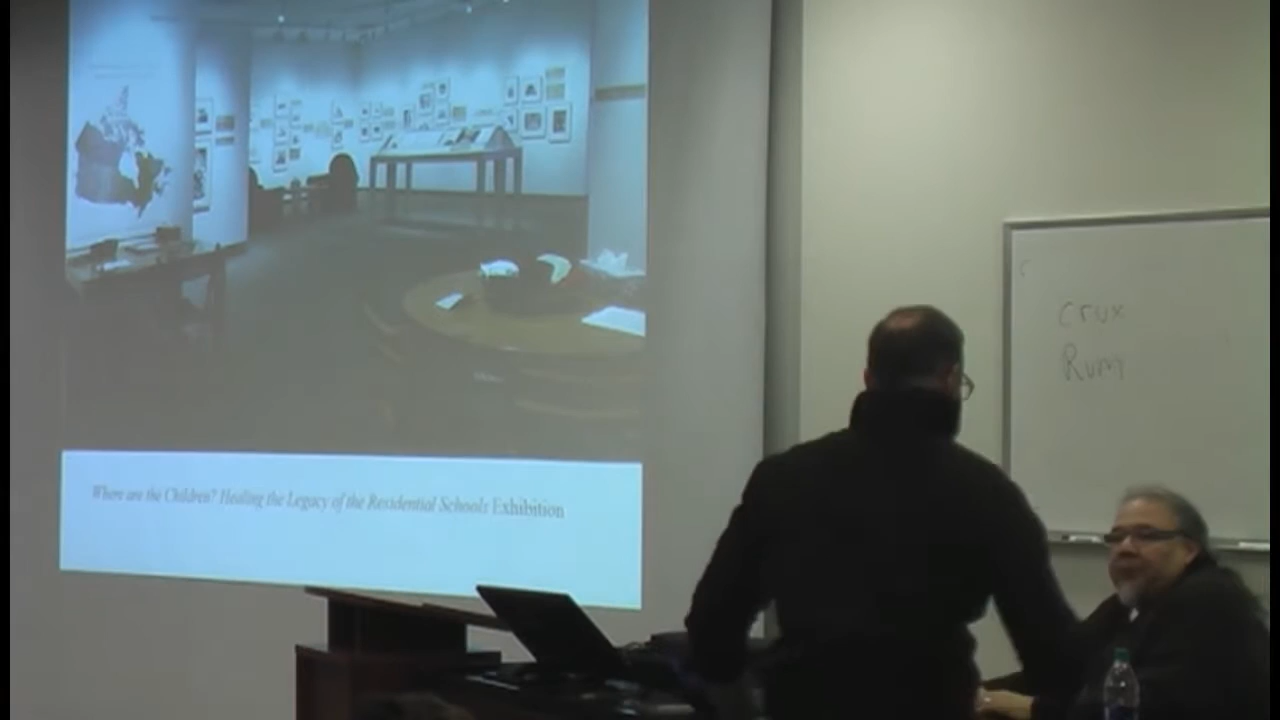 Where are the Children? Healing the Legacy of the Residential Schools Exhibition
crux
Rum